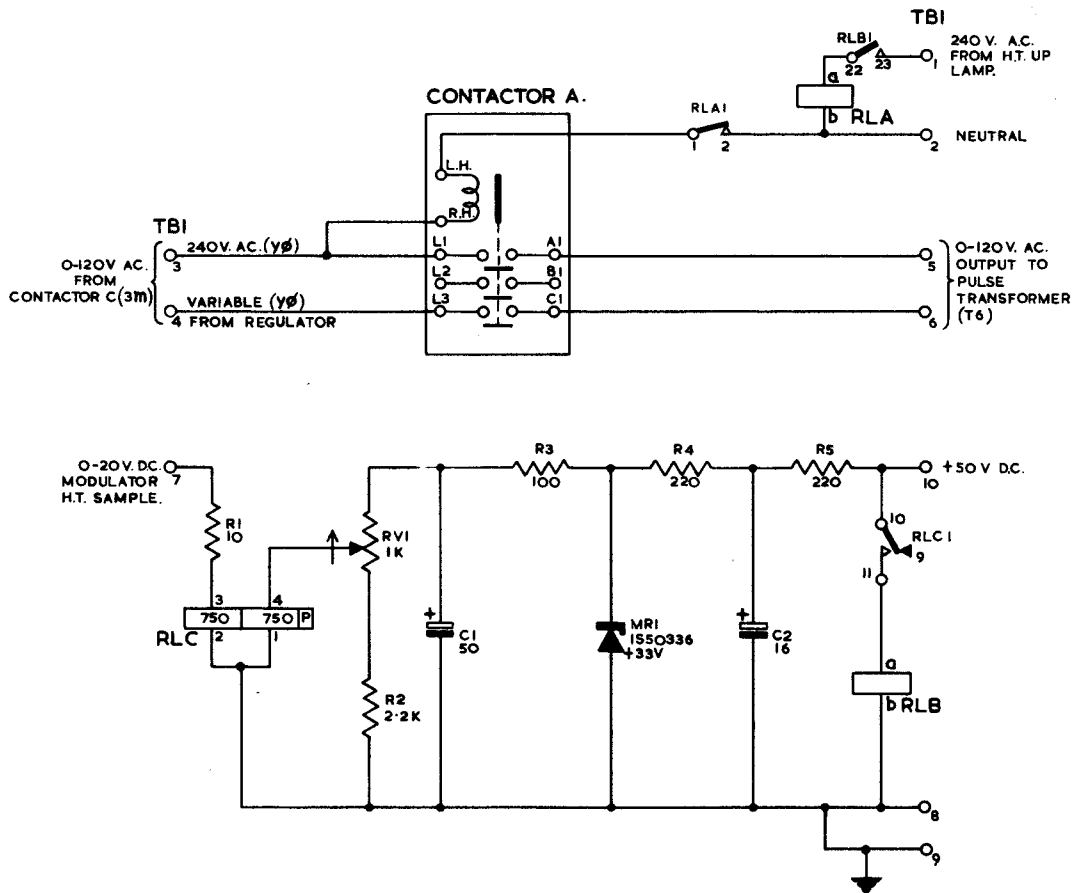 TB1
RLB1
240 V. A.C.
FROM H.T. UP
LAMP.
22
23
1
a
b
RLA
CONTACTOR A.
RLA1
1
2
2
NEUTRAL
L.H.
R.H.
TB1
0-120V AC.
FROM
CONTACTOR C(3m)
3
240V. AC.(yø)
4
VARIABLE (yø)
FROM REGULATOR
L1
A1
L2
B1
L3
C1
5
6
0-120V. AC.
OUTPUT TO
PULSE
TRANSFORMER
(T6)
0-20V. D.C.
MODULATOR
H.T. SAMPLE.
7
R1
10
3
4
750
750
P
RLC
2
1
RV1
1K
R2
2·2K
+
C1
50
R3
100
MR1
1550336
+33V
R4
220
+
C2
16
R5
220
10
+50 V D.C.
10
RLC1
9
11
a
b
RLB
8
9